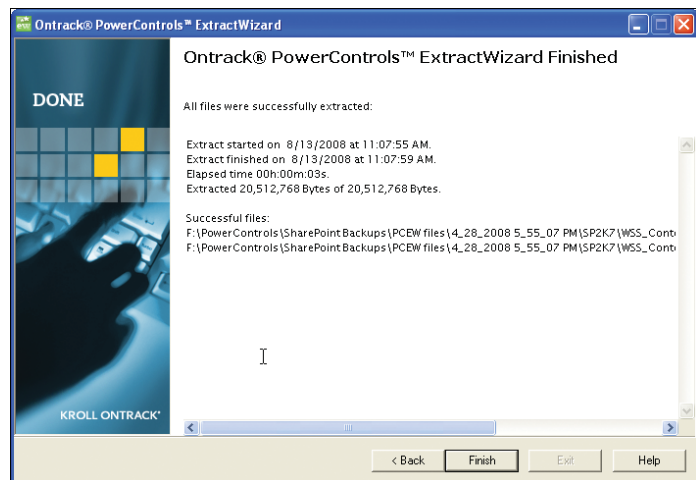 Ontrack® PowerControls™ ExtractWizard
Ontrack® PowerControls™ ExtractWizard Finished
DONE
All files were successfully extracted:
Extract started on 8/13/2008 at 11:07:55 AM.
Extract finished on 8/13/2008 at 11:07:59 AM.
Elapsed time 00h:00m:03s.
Extracted 20,512,768 Bytes of 20,512,768 Bytes.
Successful files:
F:\PowerControls\SharePoint Backups\PCEW files\4_28_2008 5_55_07 PM\SP2K7\WSS_Cont
F:\PowerControls\SharePoint Backups\PCEW files\4_28_2008 5_55_07 PM\SP2K7\WSS_Cont
KROLL ONTRACK®
< Back
Finish
Exit
Help